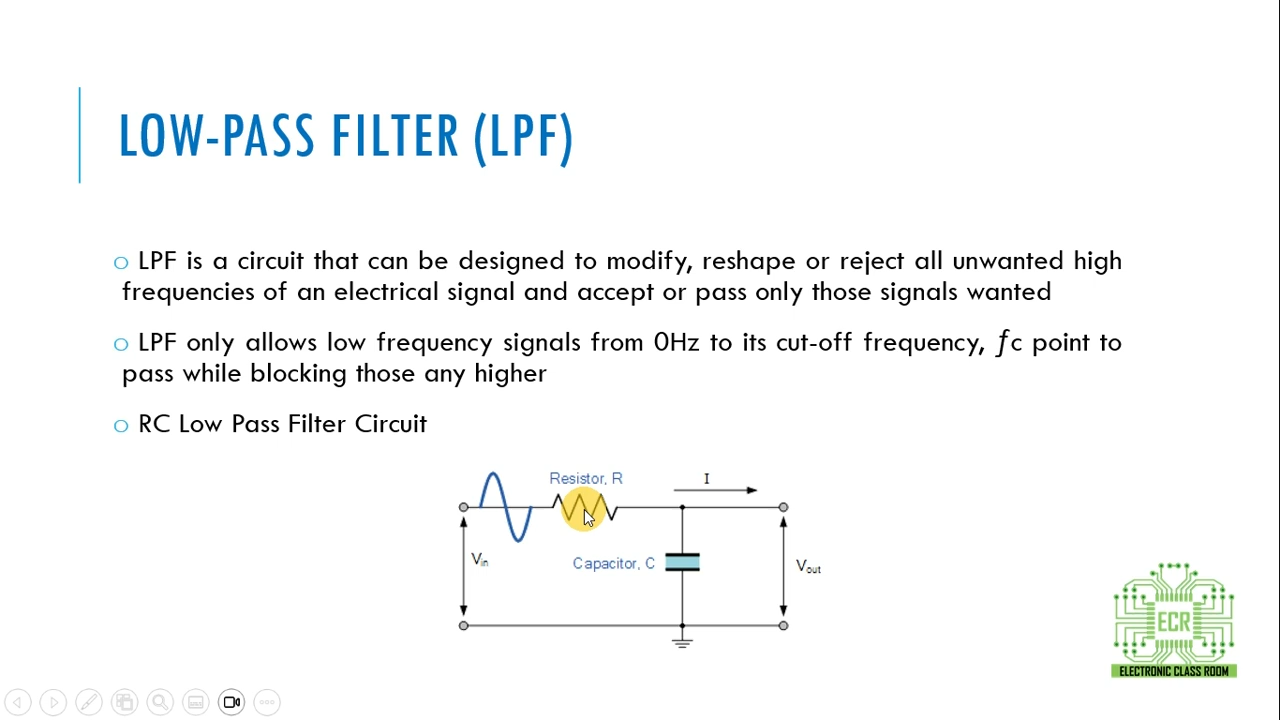 LOW-PASS FILTER (LPF)
o LPF is a circuit that can be designed to modify, reshape or reject all unwanted high
frequencies of an electrical signal and accept or pass only those signals wanted
o LPF only allows low frequency signals from 0Hz to its cut-off frequency, ƒc point to
pass while blocking those any higher
o RC Low Pass Filter Circuit
Resistor, R
I
Vin
Capacitor, C
Vout
ECR
ELECTRONIC CLASS ROOM